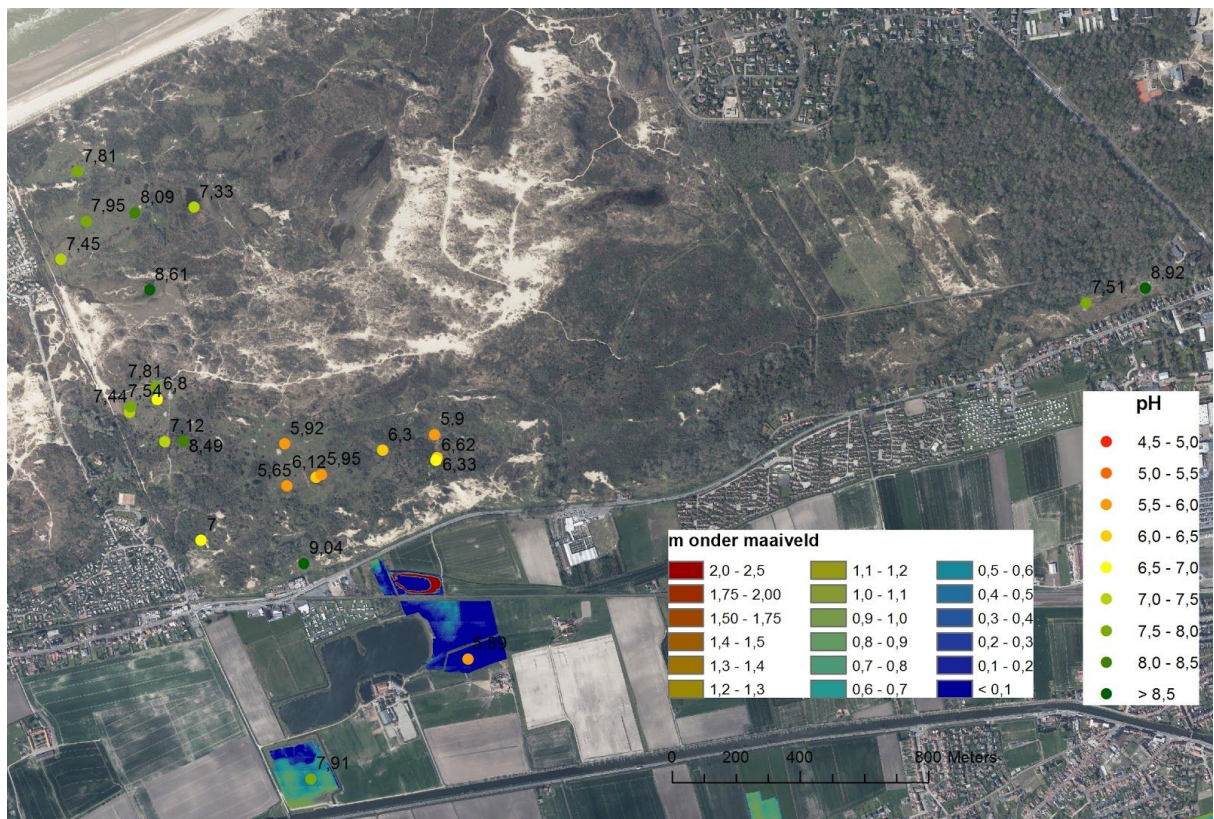 7,81
8,09
7,33
7,95
7,45
8,61
8,92
7,51
7,81
6,8
7,54
7,44
7,12
8,49
5,92
5,9
6,3
6,62
6,33
5,95
6,12
5,65
7
9,04
7,91
pH
4,5 - 5,0
5,0 - 5,5
5,5 - 6,0
6,0 - 6,5
6,5 - 7,0
7,0 - 7,5
7,5 - 8,0
8,0 - 8,5
> 8,5
m onder maaiveld
2,0 - 2,5
1,75 - 2,00
1,50 - 1,75
1,4 - 1,5
1,3 - 1,4
1,2 - 1,3
1,1 - 1,2
1,0 - 1,1
0,9 - 1,0
0,8 - 0,9
0,7 - 0,8
0,6 - 0,7
0,5 - 0,6
0,4 - 0,5
0,3 - 0,4
0,2 - 0,3
0,1 - 0,2
< 0,1
0 200 400 800 Meters